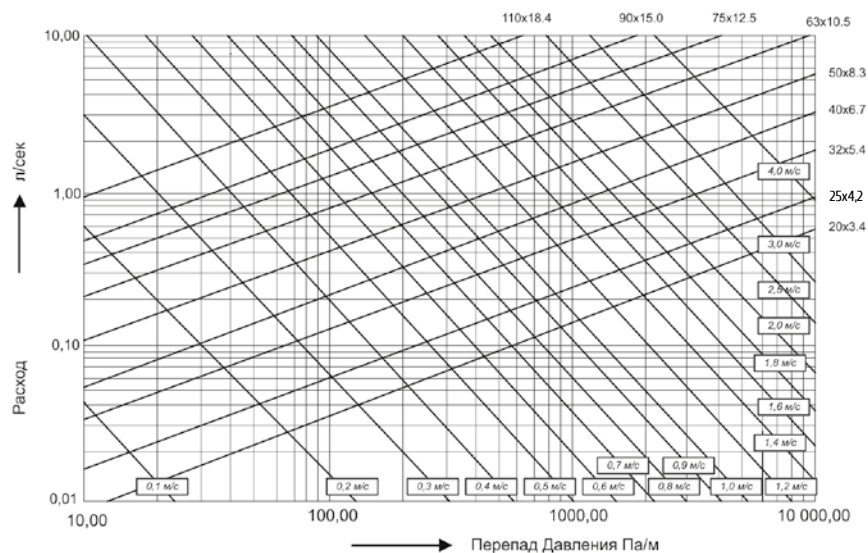 110x18.4 90x15.0 75x12.5 63x10.5
10,00
50x8.3
40x6.7
32x5.4
4,0 м/с
1,00
25x4,2
20x3.4
3,0 м/с
2,5 м/с
2,0 м/с
0,10
1,8 м/с
1,6 м/с
1,4 м/с
0,7 м/с 0,9 м/с
0,1 м/с 0,2 м/с 0,3 м/с 0,4 м/с 0,5 м/с 0,6 м/с 0,8 м/с 1,0 м/с 1,2 м/с
0,01
10,00 100,00 1000,00 10 000,00
Расход
л/сек
Перепад Давления Па/м